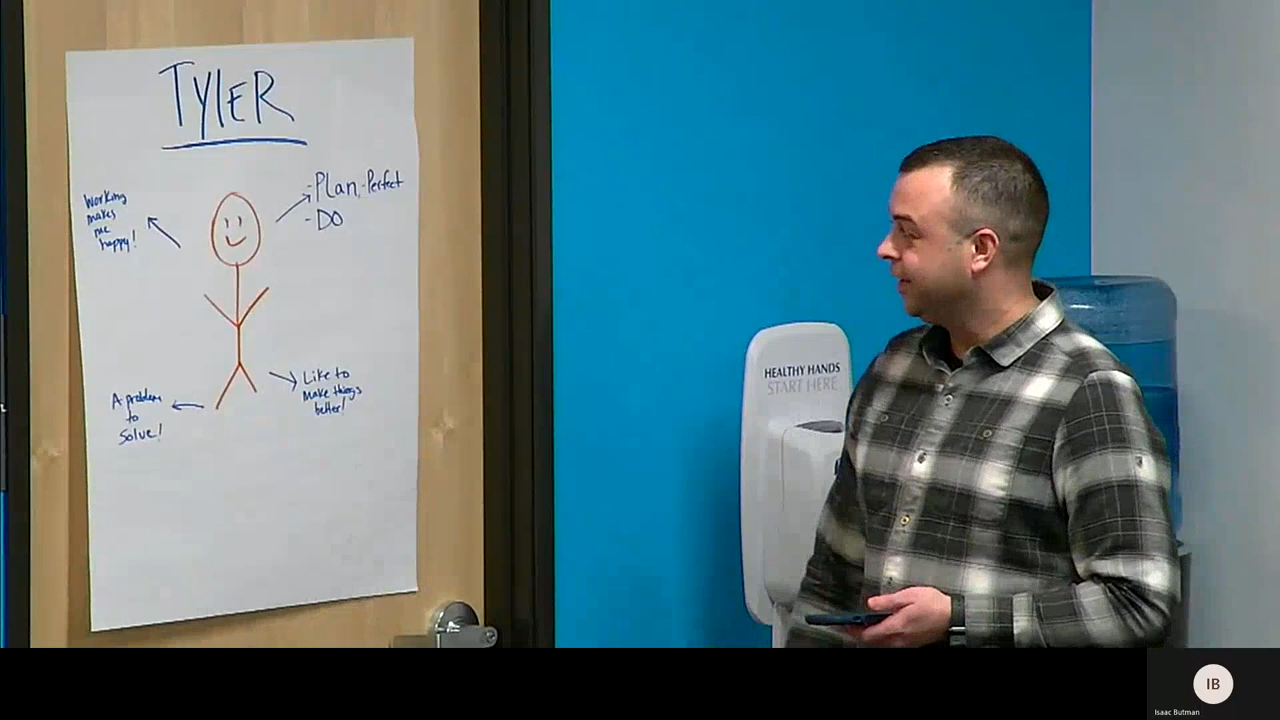 TYLER
Working
makes
me
happy!
-Plan, -Perfect
-DO
A problem
to
Solve!
Like to
make things
better!
HEALTHY HANDS
START HERE
IB
Isaac Butman